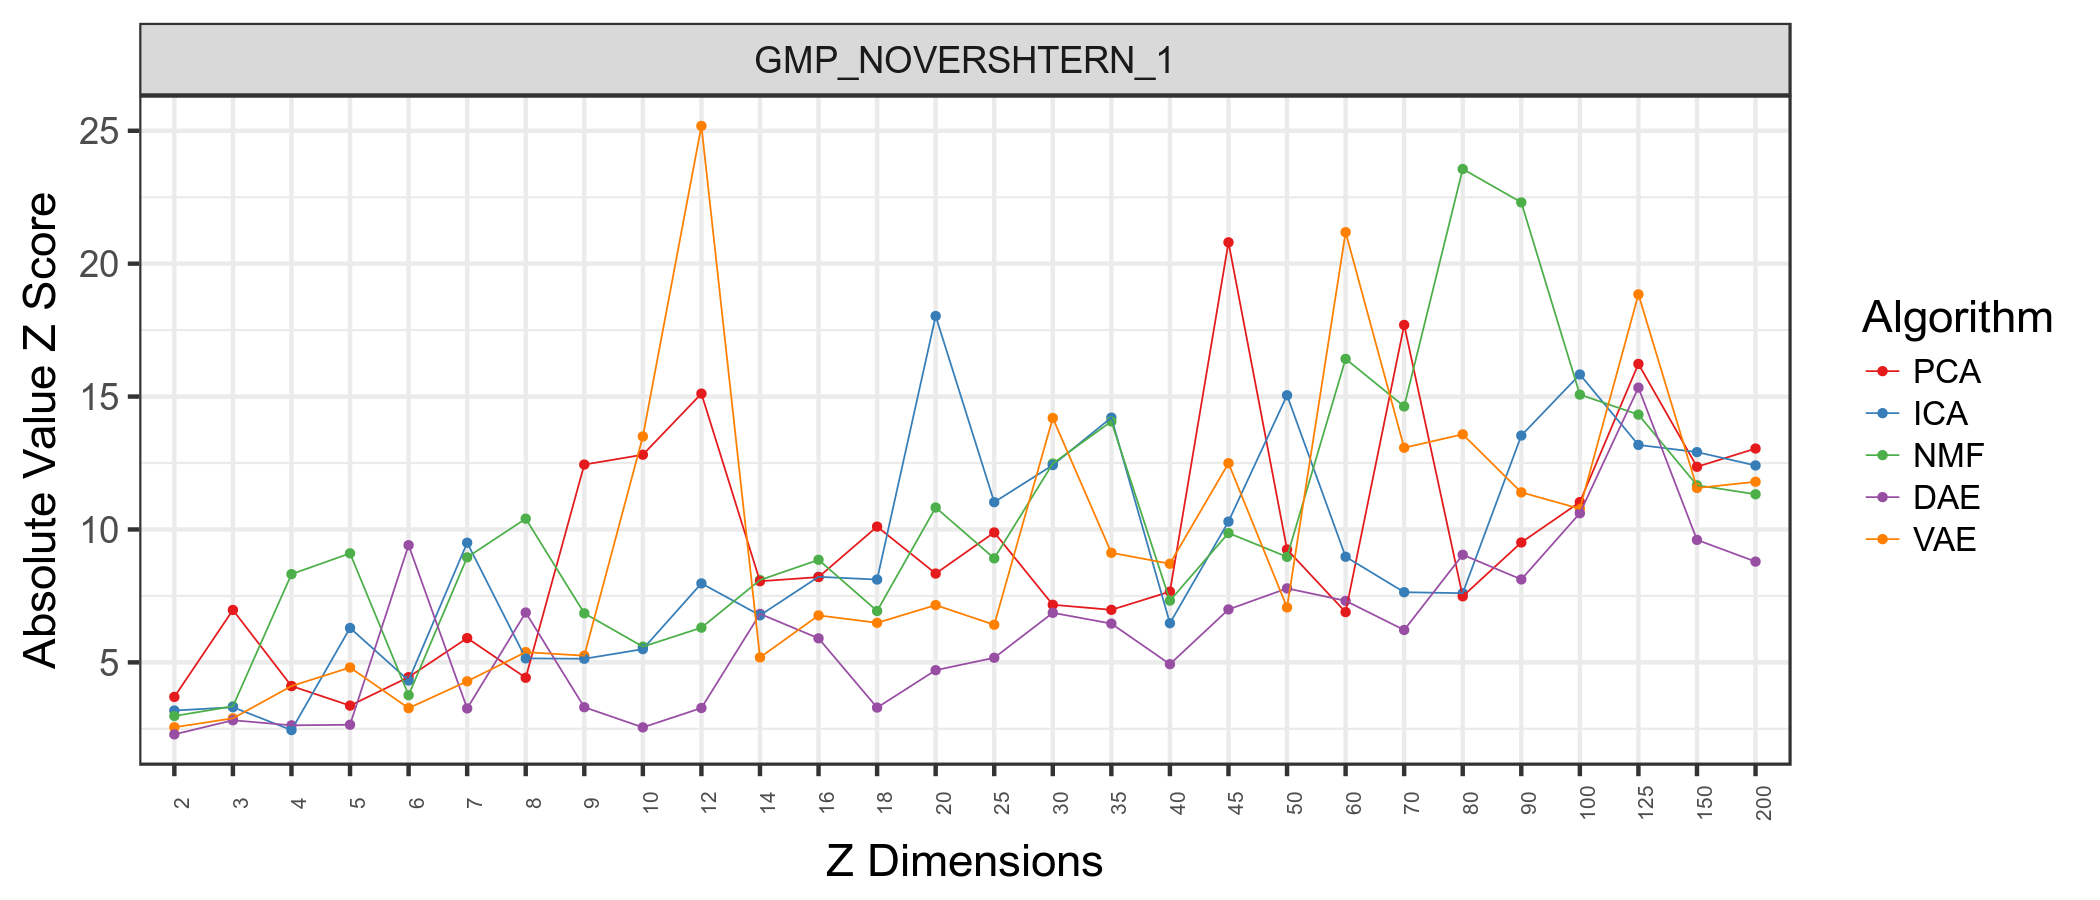 GMP_NOVERSHTERN_1
Absolute Value Z Score
25
20
15
10
5
2 3 4 5 6 7 8 9 10 12 14 16 18 20 25 30 35 40 45 50 60 70 80 90 100 125 150 200
Z Dimensions
Algorithm
PCA
ICA
NMF
DAE
VAE